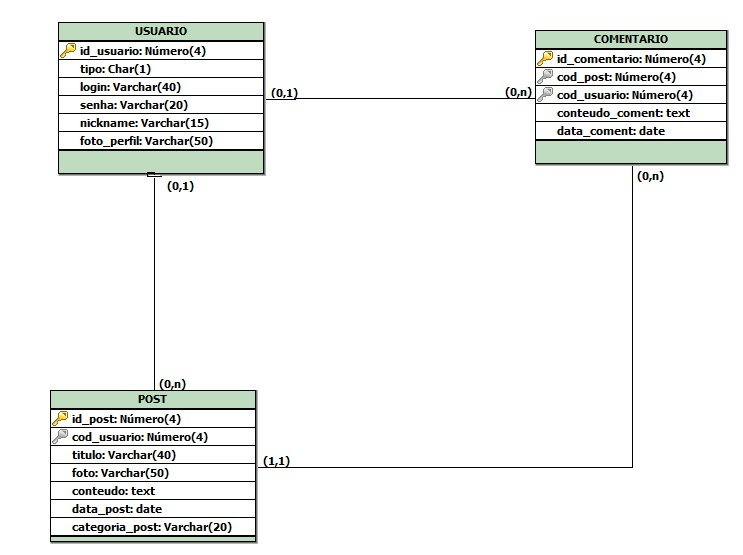 USUARIO
id_usuario: Número(4)
tipo: Char(1)
login: Varchar(40)
senha: Varchar(20)
nickname: Varchar(15)
foto_perfil: Varchar(50)
(0,1)
(0,n)
COMENTARIO
id_comentario: Número(4)
cod_post: Número(4)
cod_usuario: Número(4)
conteudo_coment: text
data_coment: date
(0,n)
(0,1)
(0,n)
POST
id_post: Número(4)
cod_usuario: Número(4)
titulo: Varchar(40)
foto: Varchar(50)
conteudo: text
data_post: date
categoria_post: Varchar(20)
(1,1)